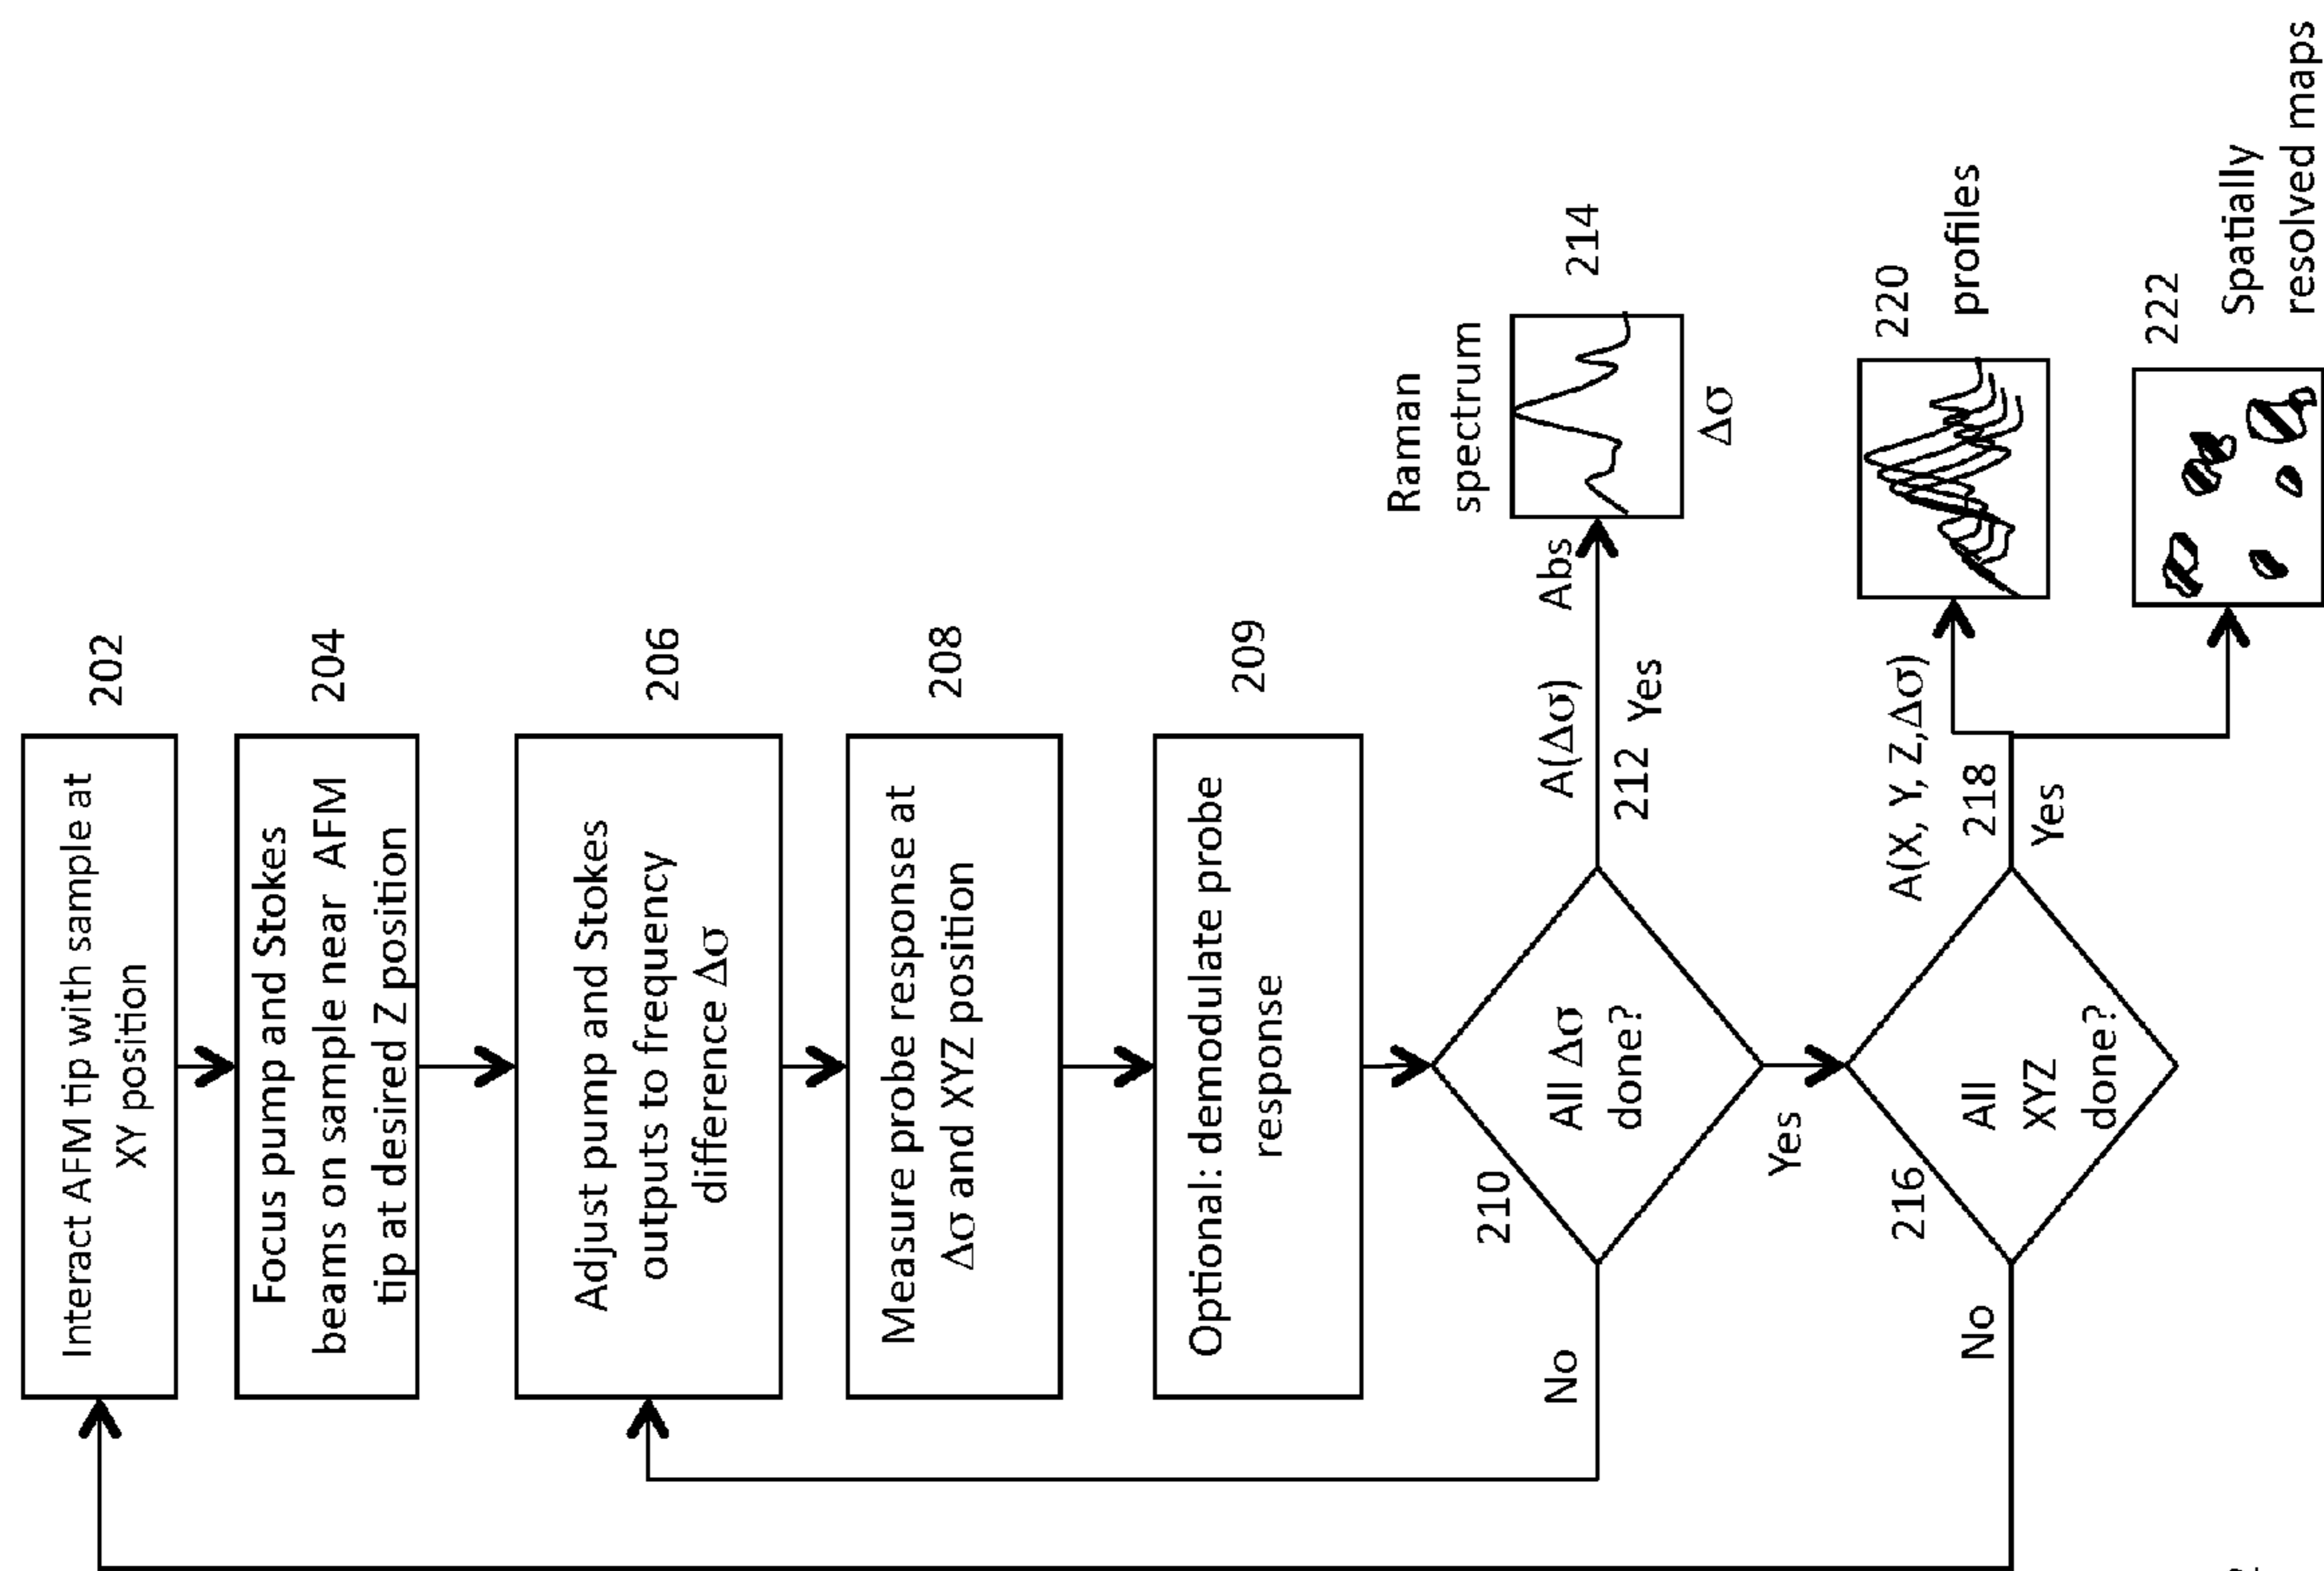 Interact AFM tip with sample at
XY position
202
Focus pump and Stokes
beams on sample near AFM
tip at desired Z position
204
Adjust pump and Stokes
outputs to frequency
difference Δσ
206
Measure probe response at
Δσ and XYZ position
208
Optional: demodulate probe
response
209
210
All Δσ
done?
No
A(Δσ)
212 Yes
Abs
Raman
spectrum
Δσ
214
Yes
216
All
XYZ
done?
No
A(X, Y, Z,Δσ)
218
Yes
220
profiles
222
Spatially
resolved maps